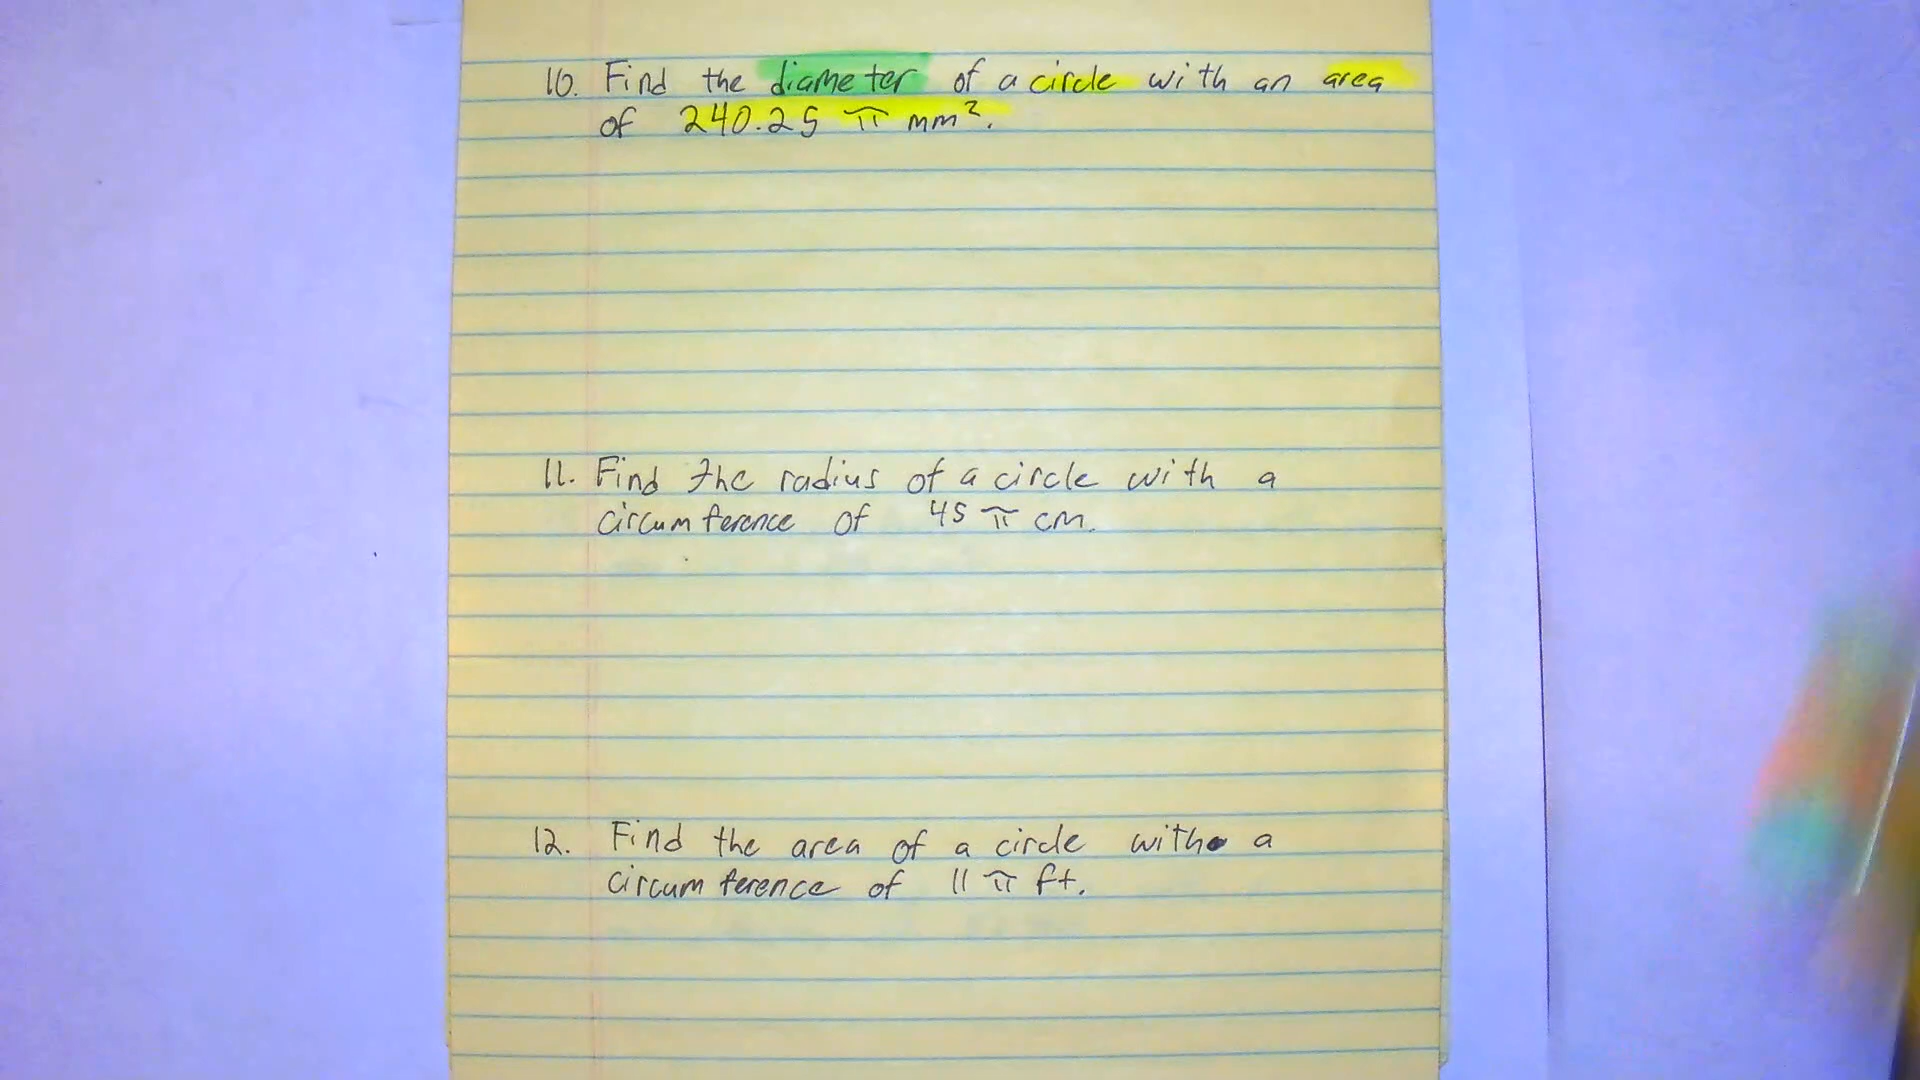 10. Find the diameter of a circle with an area
of 240.25 π mm².
11. Find the radius of a circle with a
circumference of 45 π cm.
12. Find the area of a circle with a
circumference of 11 π ft.